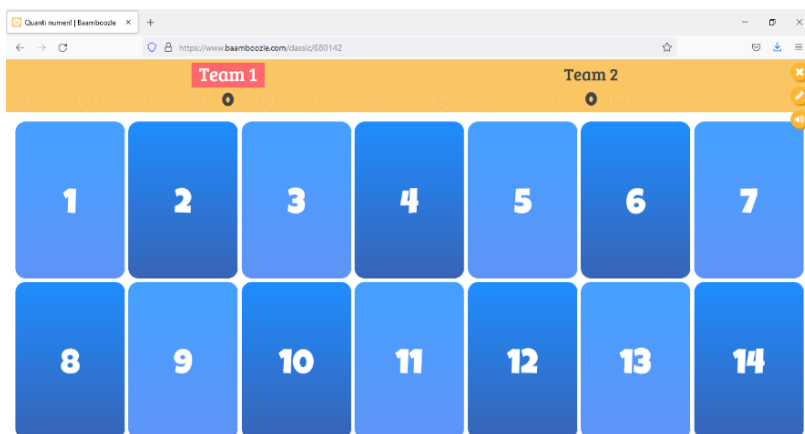 Quanti numeri! | Baamboozle
https://www.baamboozle.com/classic/680142
Team 1 Team 2
0 0
1 2 3 4 5 6 7
8 9 10 11 12 13 14